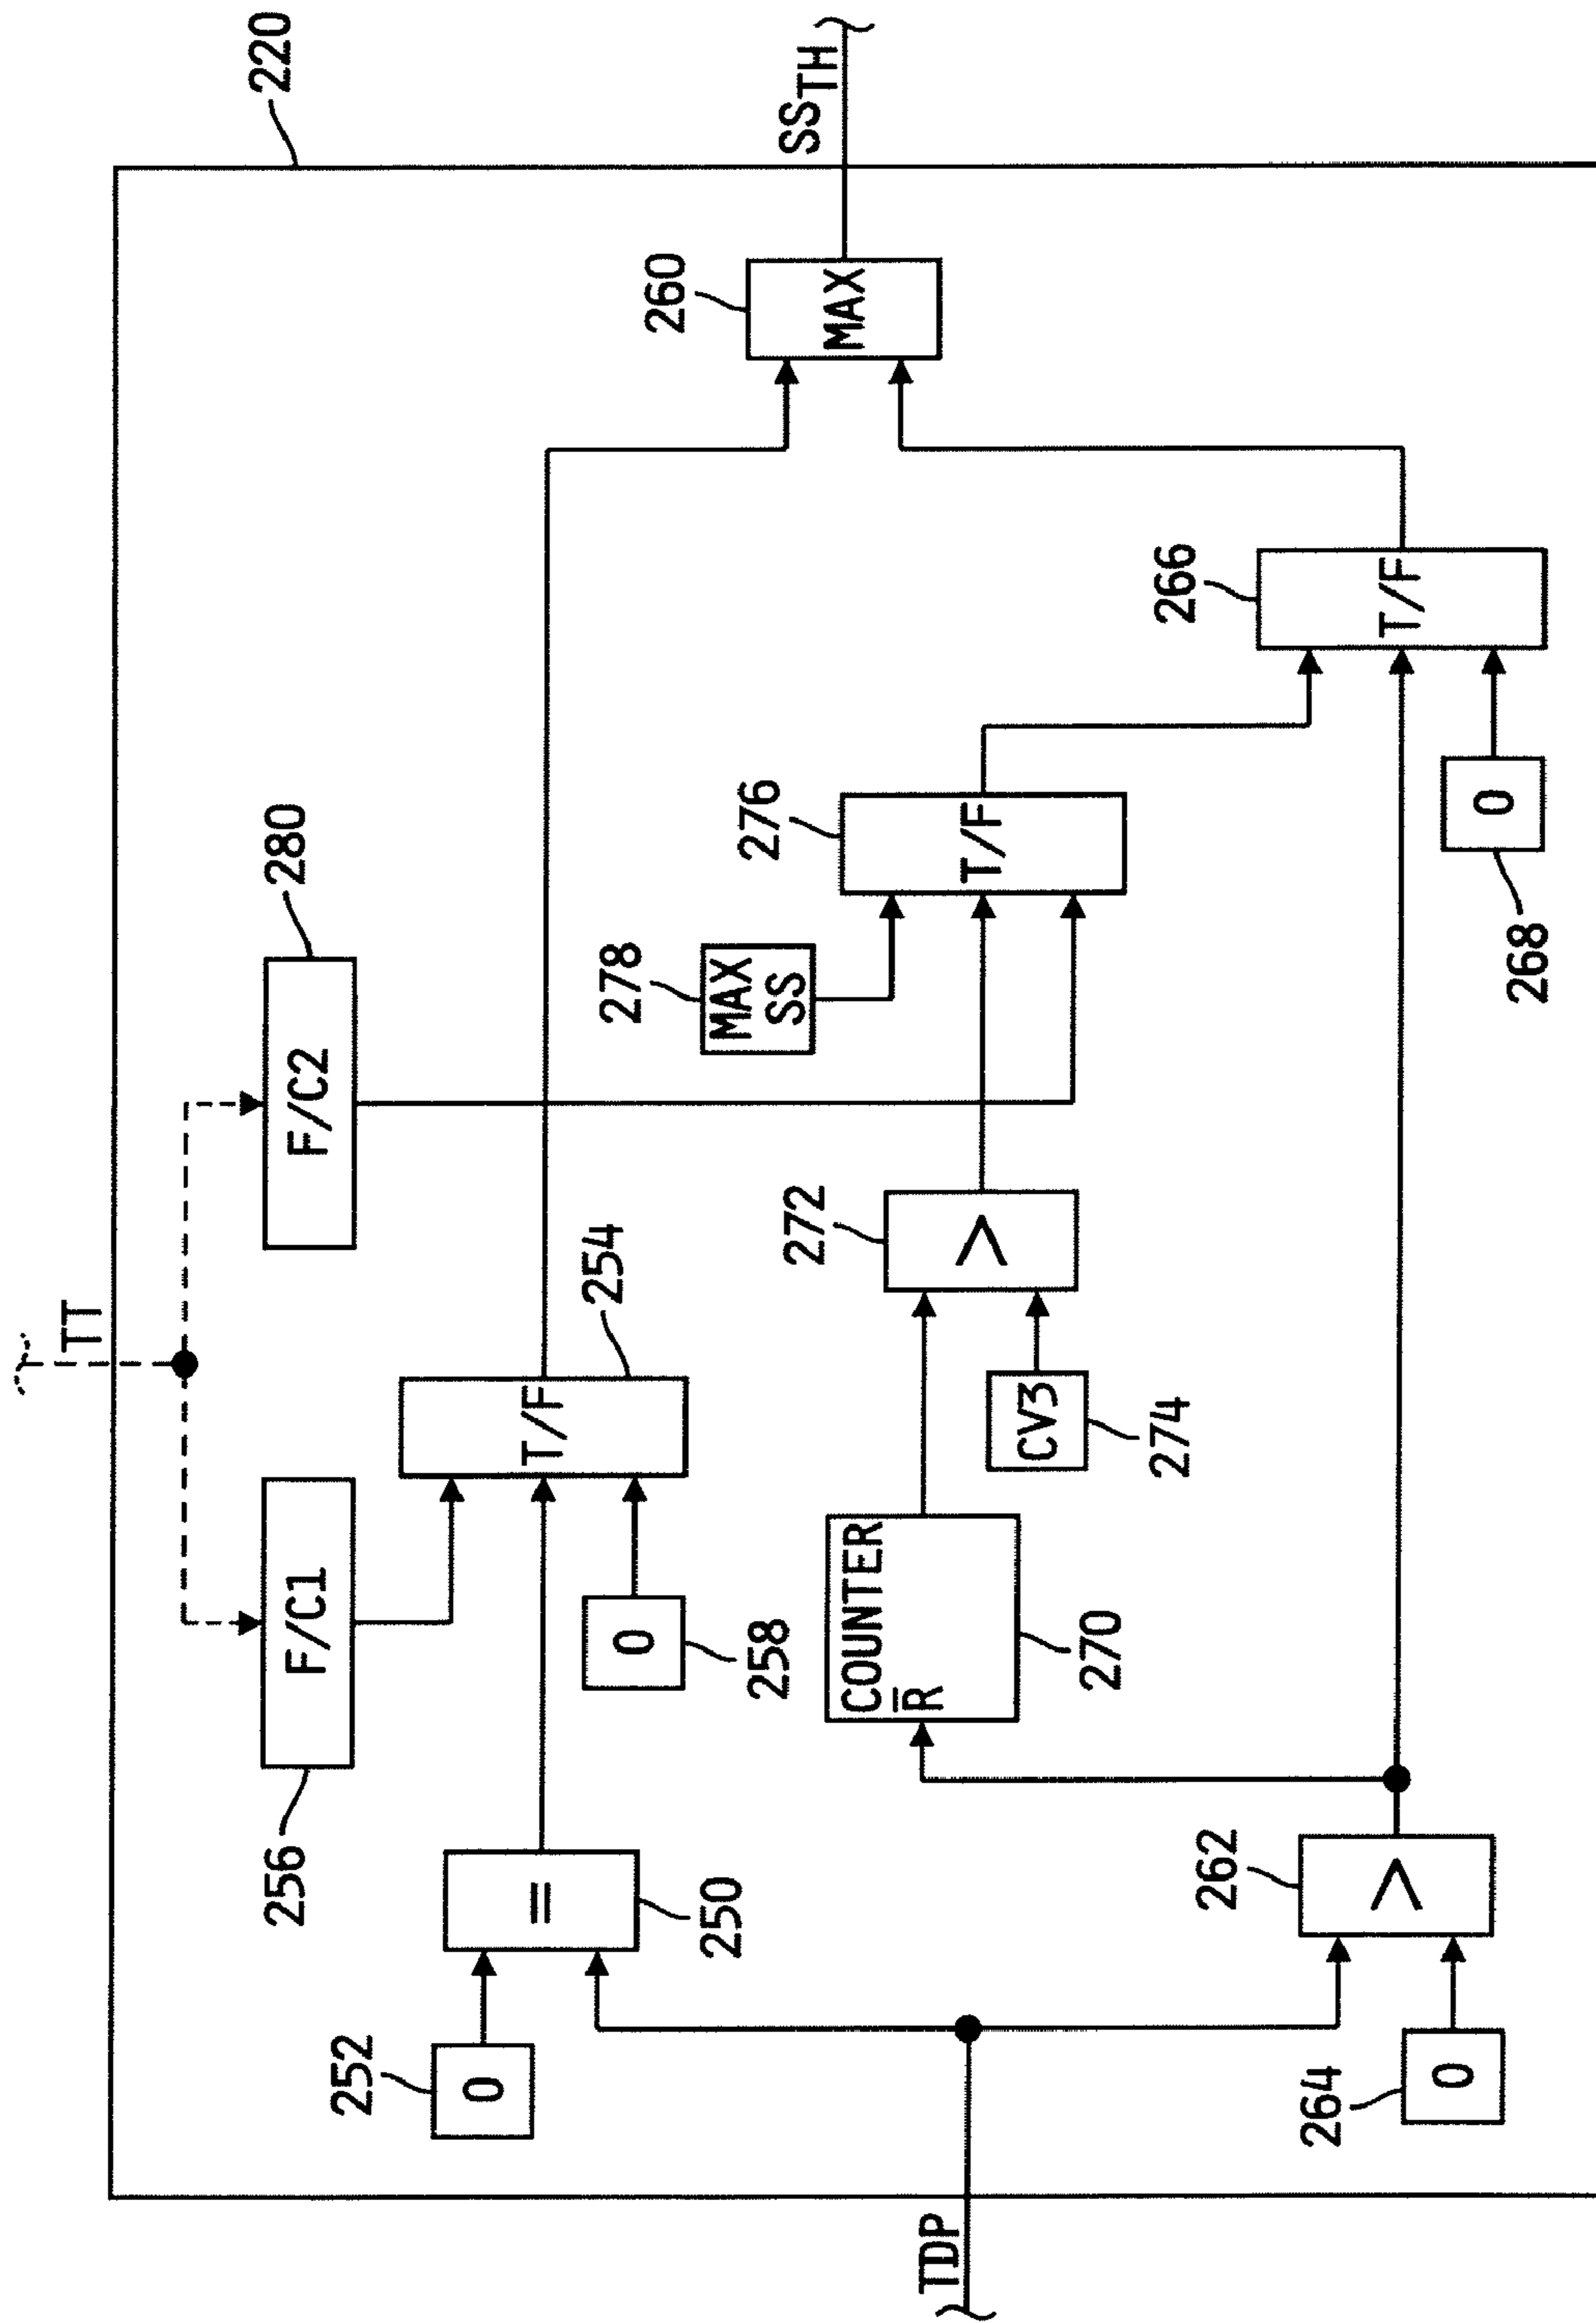 TT
220
256
F/C1
F/C2
280
252
0
=
250
T/F
254
0
258
260
MAX
SSTH
TDP
COUNTER
R̅
270
272
>
CV3
274
278
MAX
SS
276
T/F
266
T/F
262
>
264
0
0
268